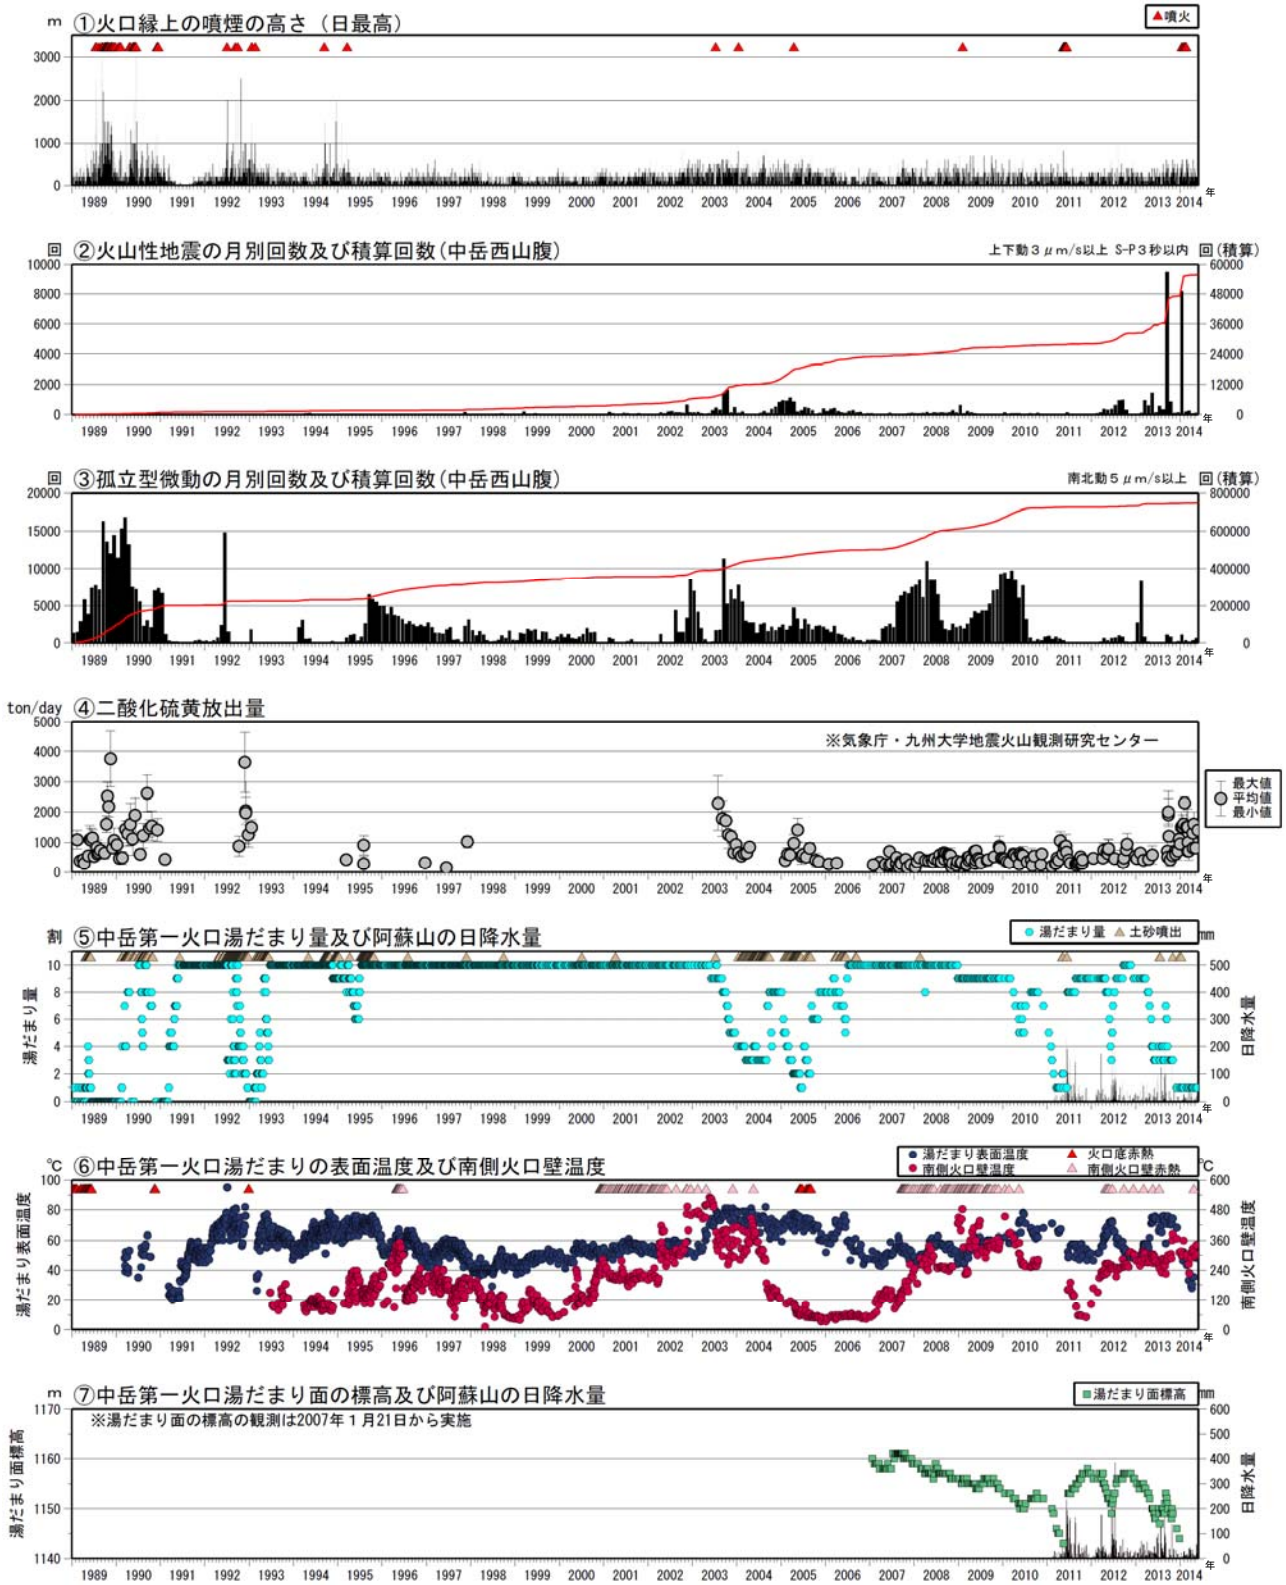 m ①火口縁上の噴煙の高さ（日最高）
▲噴火
3000
2000
1000
0
1989 1990 1991 1992 1993 1994 1995 1996 1997 1998 1999 2000 2001 2002 2003 2004 2005 2006 2007 2008 2009 2010 2011 2012 2013 2014 年
回 ②火山性地震の月別回数及び積算回数(中岳西山腹)
上下動３μm/s以上 S-P３秒以内 回(積算)
10000 60000
8000 48000
6000 36000
4000 24000
2000 12000
0 0
1989 1990 1991 1992 1993 1994 1995 1996 1997 1998 1999 2000 2001 2002 2003 2004 2005 2006 2007 2008 2009 2010 2011 2012 2013 2014 年
回 ③孤立型微動の月別回数及び積算回数(中岳西山腹)
南北動５μm/s以上 回(積算)
20000 800000
15000 600000
10000 400000
5000 200000
0 0
1989 1990 1991 1992 1993 1994 1995 1996 1997 1998 1999 2000 2001 2002 2003 2004 2005 2006 2007 2008 2009 2010 2011 2012 2013 2014 年
ton/day ④二酸化硫黄放出量
※気象庁・九州大学地震火山観測研究センター
最大値
平均値
最小値
5000
4000
3000
2000
1000
0
1989 1990 1991 1992 1993 1994 1995 1996 1997 1998 1999 2000 2001 2002 2003 2004 2005 2006 2007 2008 2009 2010 2011 2012 2013 2014 年
割 ⑤中岳第一火口湯だまり量及び阿蘇山の日降水量
湯だまり量 土砂噴出 mm
湯だまり量
日降水量
10 500
8 400
6 300
4 200
2 100
0 0
1989 1990 1991 1992 1993 1994 1995 1996 1997 1998 1999 2000 2001 2002 2003 2004 2005 2006 2007 2008 2009 2010 2011 2012 2013 2014 年
℃ ⑥中岳第一火口湯だまりの表面温度及び南側火口壁温度
湯だまり表面温度 ▲ 火口底赤熱
南側火口壁温度 南側火口壁赤熱 ℃
湯だまり表面温度
南側火口壁温度
100 600
80 480
60 360
40 240
20 120
0 0
1989 1990 1991 1992 1993 1994 1995 1996 1997 1998 1999 2000 2001 2002 2003 2004 2005 2006 2007 2008 2009 2010 2011 2012 2013 2014 年
m ⑦中岳第一火口湯だまり面の標高及び阿蘇山の日降水量
湯だまり面標高 mm
※湯だまり面の標高の観測は2007年１月21日から実施
湯だまり面標高
日降水量
1170 600
500
1160 400
300
1150 200
100
1140 0
1989 1990 1991 1992 1993 1994 1995 1996 1997 1998 1999 2000 2001 2002 2003 2004 2005 2006 2007 2008 2009 2010 2011 2012 2013 2014 年